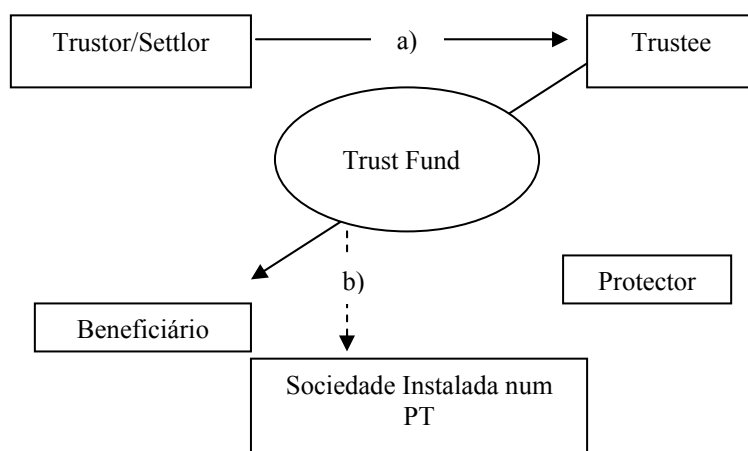 Trustor/Settlor
a)
Trustee
Trust Fund
b)
Protector
Beneficiário
Sociedade Instalada num
PT